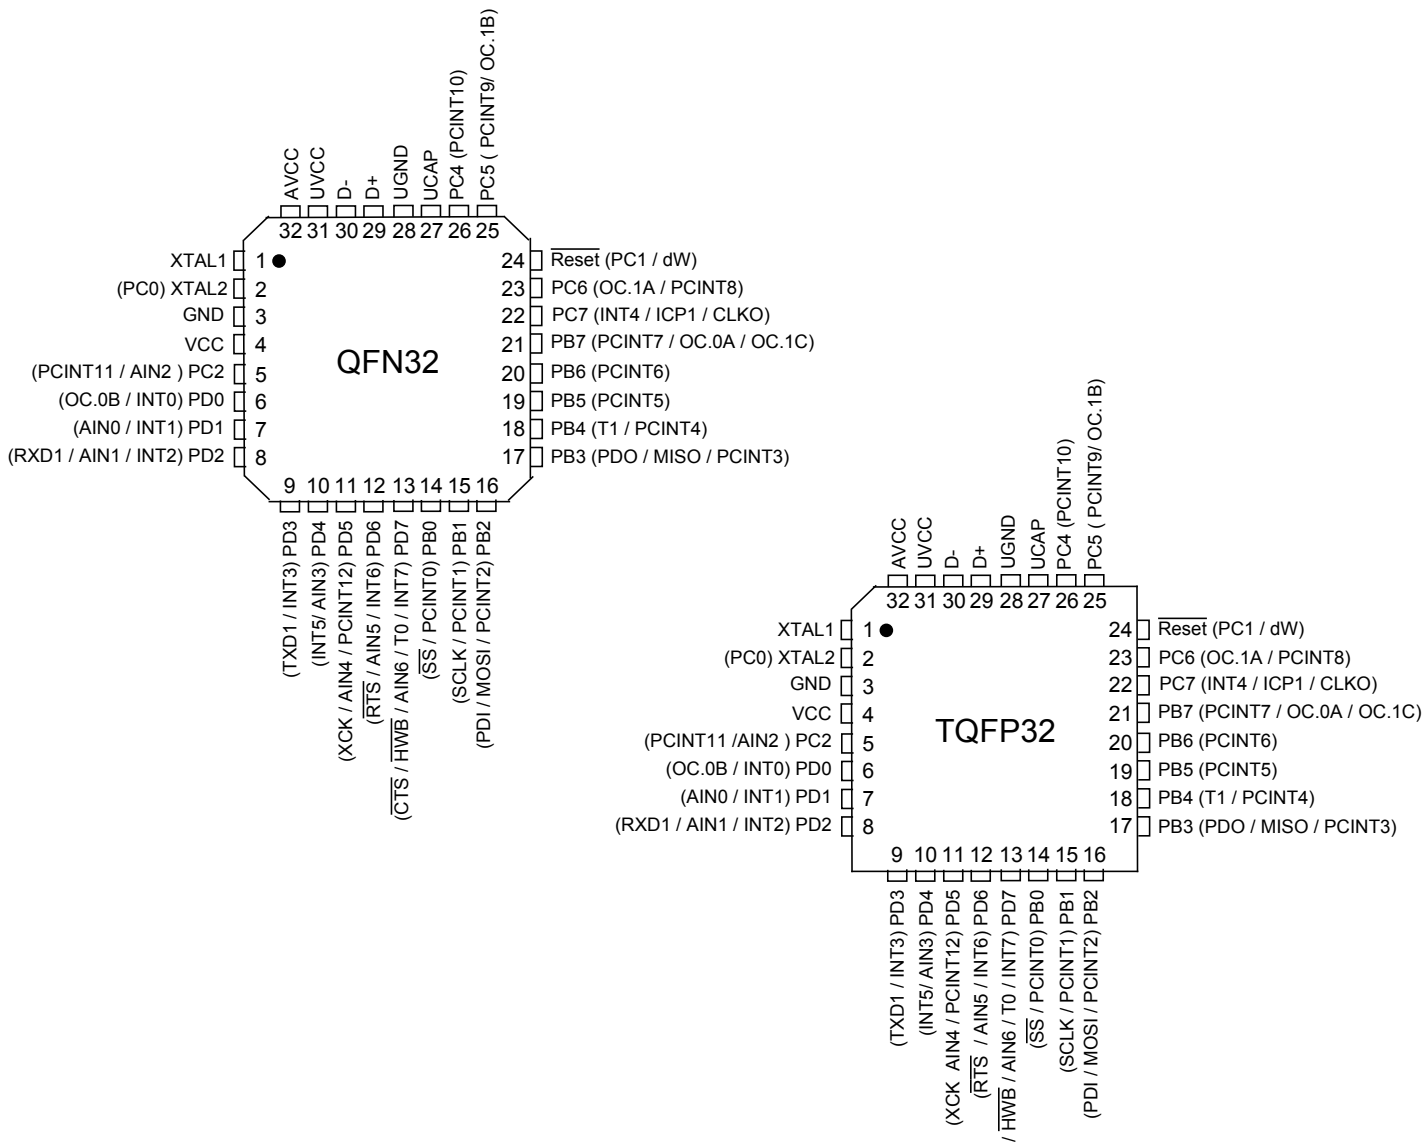 AVCC
UVCC
D-
D+
UGND
UCAP
PC4 (PCINT10)
PC5 ( PCINT9/ OC.1B)
32 31 30 29 28 27 26 25
XTAL1 1
(PC0) XTAL2 2
GND 3
VCC 4
(PCINT11 / AIN2 ) PC2 5
(OC.0B / INT0) PD0 6
(AIN0 / INT1) PD1 7
(RXD1 / AIN1 / INT2) PD2 8
QFN32
24 Reset (PC1 / dW)
23 PC6 (OC.1A / PCINT8)
22 PC7 (INT4 / ICP1 / CLKO)
21 PB7 (PCINT7 / OC.0A / OC.1C)
20 PB6 (PCINT6)
19 PB5 (PCINT5)
18 PB4 (T1 / PCINT4)
17 PB3 (PDO / MISO / PCINT3)
9 10 11 12 13 14 15 16
(TXD1 / INT3) PD3
(INT5/ AIN3) PD4
(XCK / AIN4 / PCINT12) PD5
(RTS / AIN5 / INT6) PD6
(CTS / HWB / AIN6 / T0 / INT7) PD7
(SS / PCINT0) PB0
(SCLK / PCINT1) PB1
(PDI / MOSI / PCINT2) PB2
AVCC
UVCC
D-
D+
UGND
UCAP
PC4 (PCINT10)
PC5 ( PCINT9/ OC.1B)
32 31 30 29 28 27 26 25
XTAL1 1
(PC0) XTAL2 2
GND 3
VCC 4
(PCINT11 /AIN2 ) PC2 5
(OC.0B / INT0) PD0 6
(AIN0 / INT1) PD1 7
(RXD1 / AIN1 / INT2) PD2 8
TQFP32
24 Reset (PC1 / dW)
23 PC6 (OC.1A / PCINT8)
22 PC7 (INT4 / ICP1 / CLKO)
21 PB7 (PCINT7 / OC.0A / OC.1C)
20 PB6 (PCINT6)
19 PB5 (PCINT5)
18 PB4 (T1 / PCINT4)
17 PB3 (PDO / MISO / PCINT3)
9 10 11 12 13 14 15 16
(TXD1 / INT3) PD3
(INT5/ AIN3) PD4
(XCK AIN4 / PCINT12) PD5
(RTS / AIN5 / INT6) PD6
/ HWB / AIN6 / T0 / INT7) PD7
(SS / PCINT0) PB0
(SCLK / PCINT1) PB1
(PDI / MOSI / PCINT2) PB2